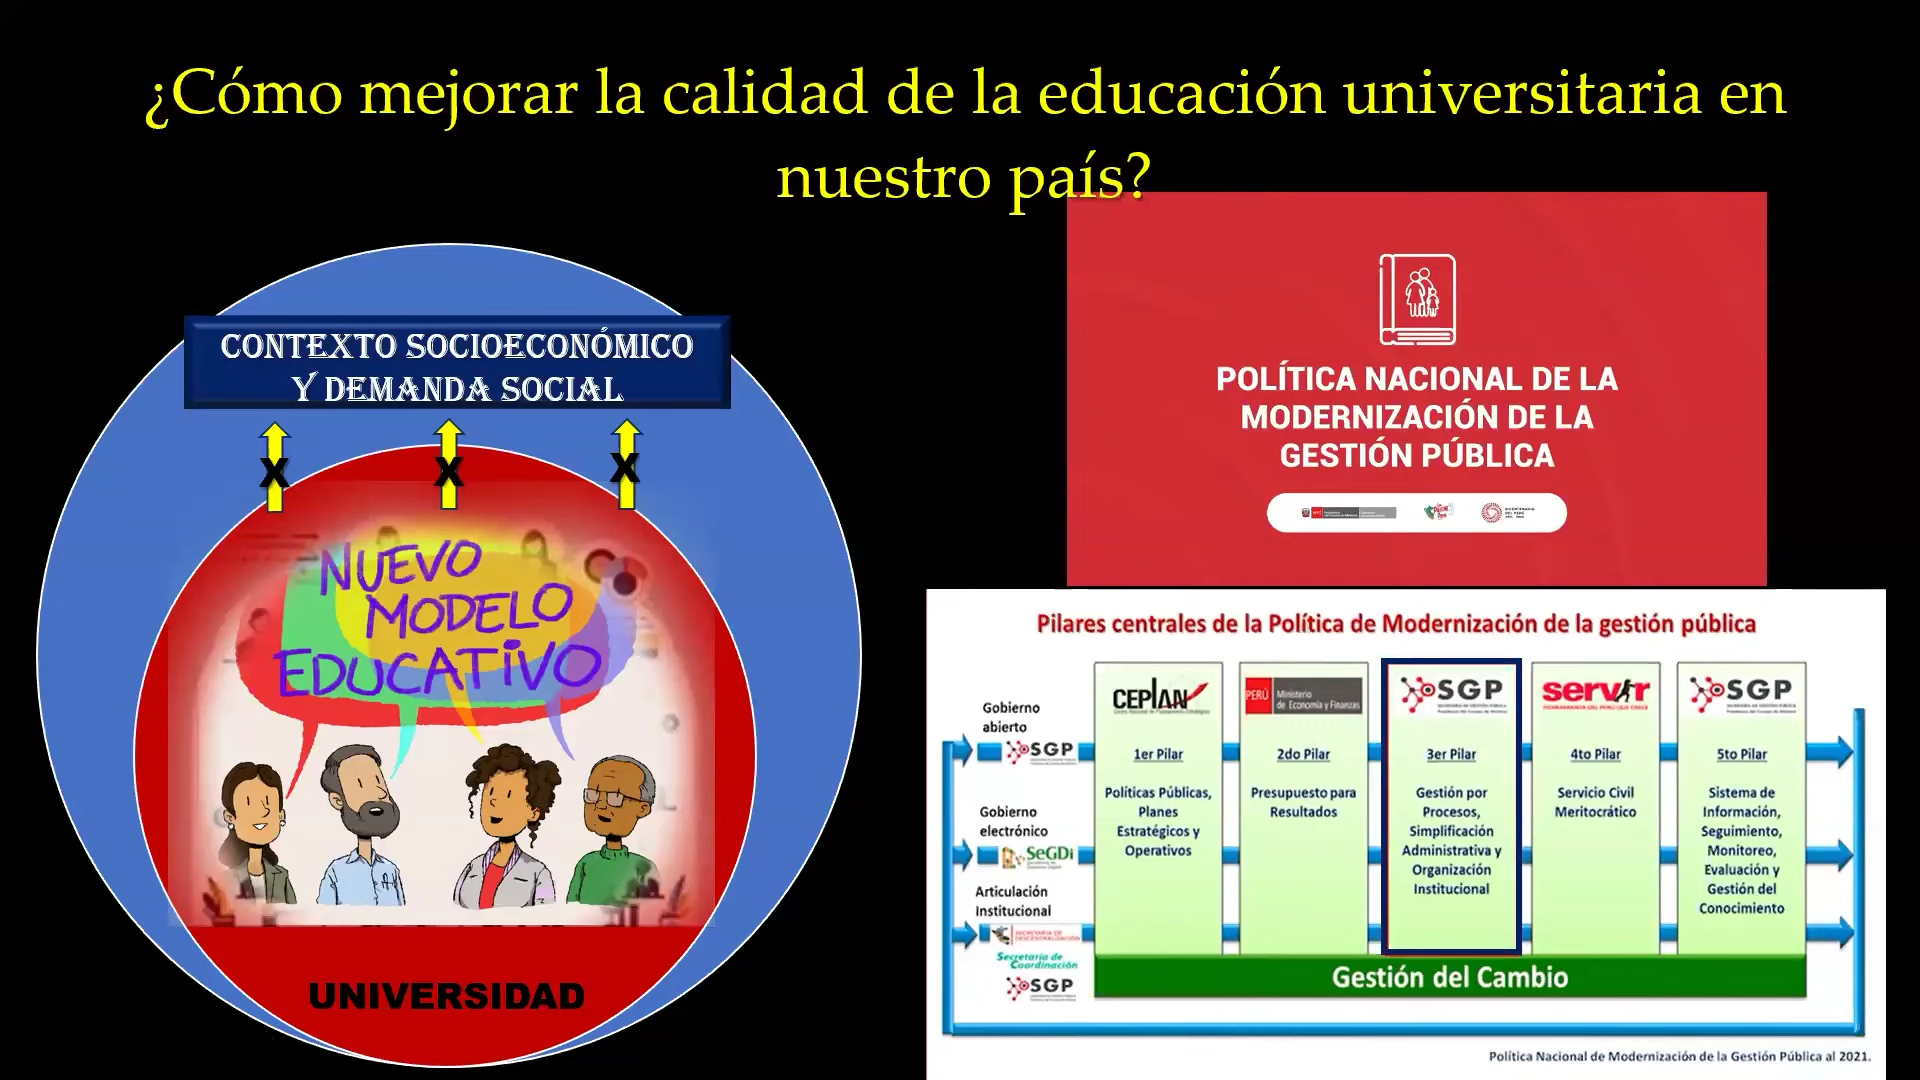 ¿Cómo mejorar la calidad de la educación universitaria en
nuestro país?
CONTEXTO SOCIOECONÓMICO
Y DEMANDA SOCIAL
X X X
NUEVO
MODELO
EDUCATIVO
UNIVERSIDAD
POLÍTICA NACIONAL DE LA
MODERNIZACIÓN DE LA
GESTIÓN PÚBLICA
Pilares centrales de la Política de Modernización de la gestión pública
Gobierno
abierto
SGP
Gobierno
electrónico
SeGDi
Articulación
Institucional
SECRETARIA DE
DESCENTRALIZACIÓN
Secretaría de
Coordinación
SGP
CEPLAN
1er Pilar
Políticas Públicas,
Planes
Estratégicos y
Operativos
PERÚ
Ministerio
de Economía y Finanzas
2do Pilar
Presupuesto para
Resultados
SGP
3er Pilar
Gestión por
Procesos,
Simplificación
Administrativa y
Organización
Institucional
servir
4to Pilar
Servicio Civil
Meritocrático
SGP
5to Pilar
Sistema de
Información,
Seguimiento,
Monitoreo,
Evaluación y
Gestión del
Conocimiento
Gestión del Cambio
Política Nacional de Modernización de la Gestión Pública al 2021.